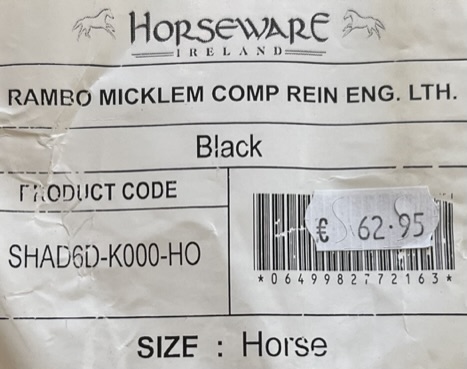 HORSEWARE
IRELAND
RAMBO MICKLEM COMP REIN ENG. LTH.
Black
PRODUCT CODE
SHAD6D-K000-HO
€ 62.95
*0649982772163*
SIZE : Horse